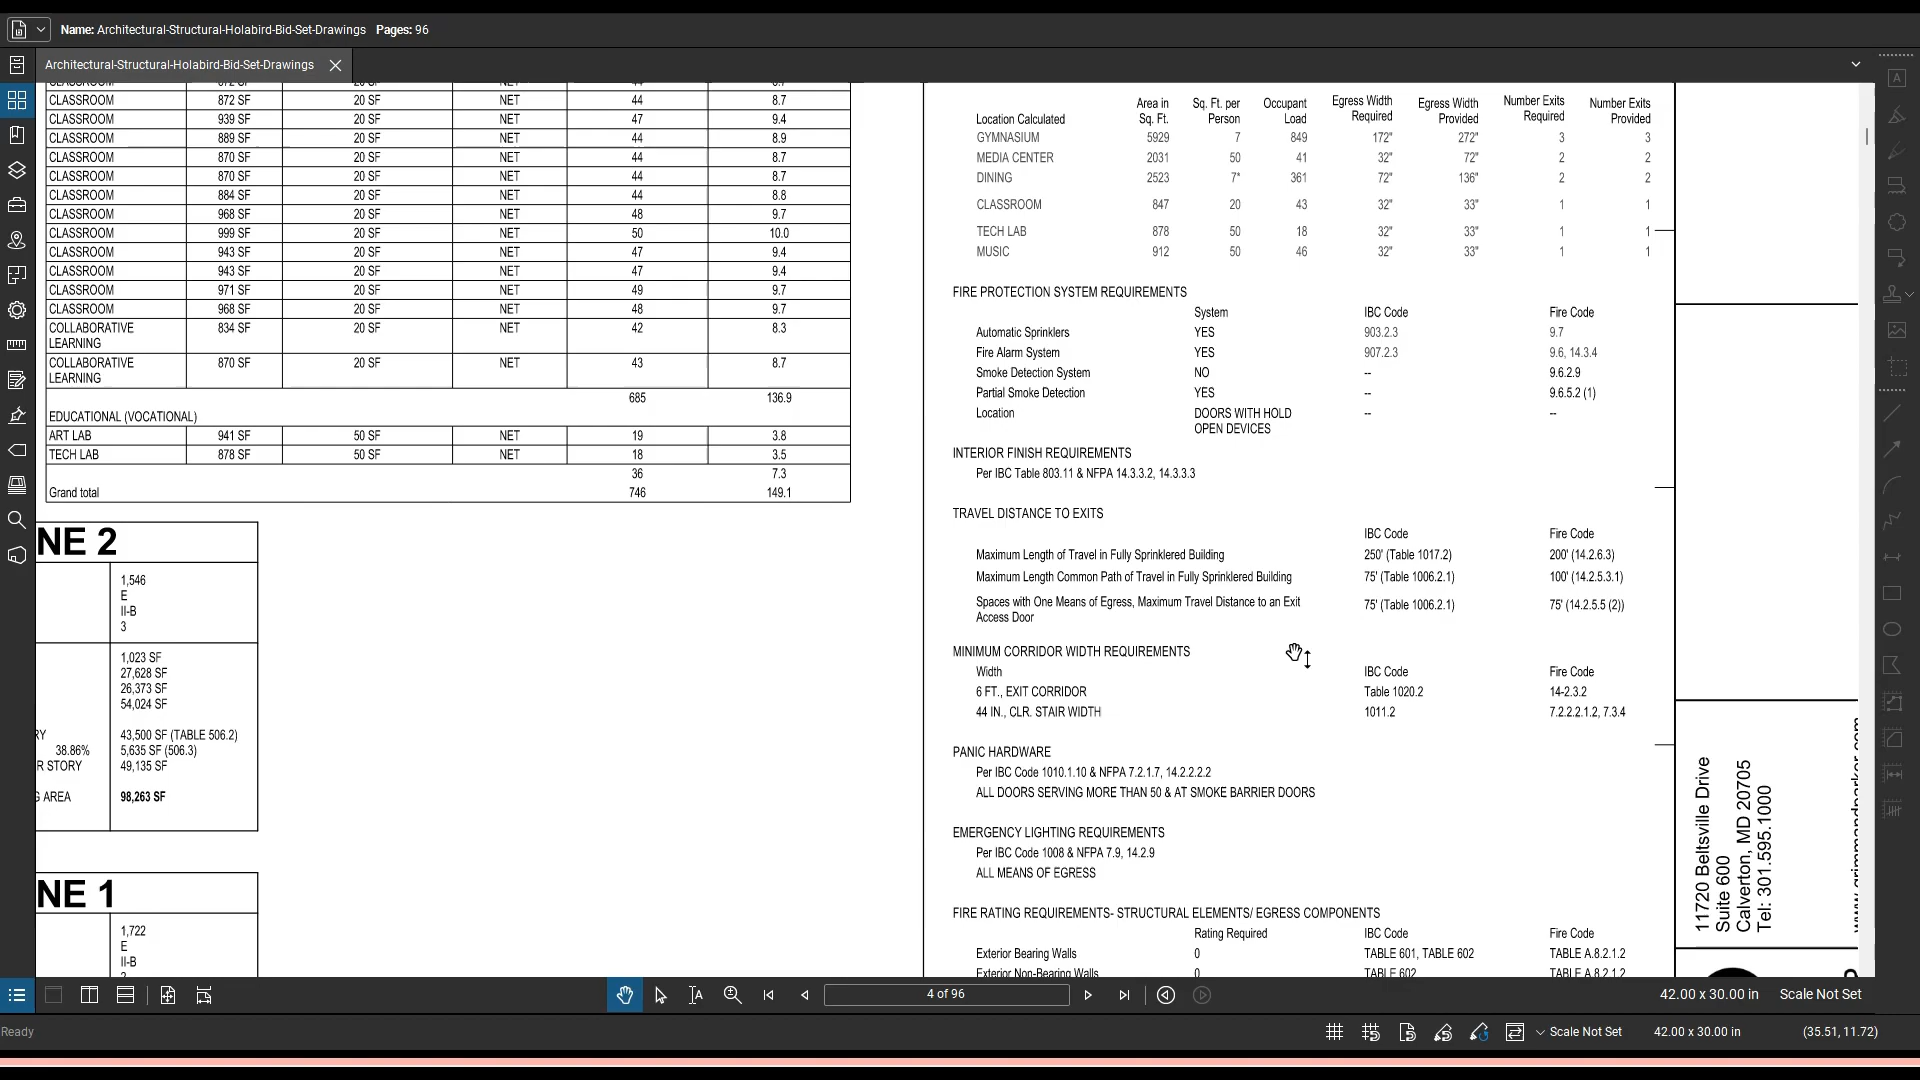 Name: Architectural-Structural-Holabird-Bid-Set-Drawings Pages: 96
Architectural-Structural-Holabird-Bid-Set-Drawings
CLASSROOM 872 SF 20 SF NET 44 8.7
CLASSROOM 939 SF 20 SF NET 47 9.4
CLASSROOM 889 SF 20 SF NET 44 8.9
CLASSROOM 870 SF 20 SF NET 44 8.7
CLASSROOM 870 SF 20 SF NET 44 8.7
CLASSROOM 884 SF 20 SF NET 44 8.8
CLASSROOM 968 SF 20 SF NET 48 9.7
CLASSROOM 999 SF 20 SF NET 50 10.0
CLASSROOM 943 SF 20 SF NET 47 9.4
CLASSROOM 943 SF 20 SF NET 47 9.4
CLASSROOM 971 SF 20 SF NET 49 9.7
CLASSROOM 968 SF 20 SF NET 48 9.7
COLLABORATIVE 834 SF 20 SF NET 42 8.3
LEARNING
COLLABORATIVE 870 SF 20 SF NET 43 8.7
LEARNING
685 136.9
EDUCATIONAL (VOCATIONAL)
ART LAB 941 SF 50 SF NET 19 3.8
TECH LAB 878 SF 50 SF NET 18 3.5
36 7.3
Grand total 746 149.1
NE 2
1,546
E
II-B
3
1,023 SF
27,628 SF
26,373 SF
54,024 SF
RY 43,500 SF (TABLE 506.2)
38.86% 5,635 SF (506.3)
R STORY 49,135 SF
G AREA 98,263 SF
NE 1
1,722
E
II-B
Area in Sq. Ft. per Occupant Egress Width Egress Width Number Exits Number Exits
Location Calculated Sq. Ft. Person Load Required Provided Required Provided
GYMNASIUM 5929 7 849 172" 272" 3 3
MEDIA CENTER 2031 50 41 32" 72" 2 2
DINING 2523 7* 361 72" 136" 2 2
CLASSROOM 847 20 43 32" 33" 1 1
TECH LAB 878 50 18 32" 33" 1 1
MUSIC 912 50 46 32" 33" 1 1
FIRE PROTECTION SYSTEM REQUIREMENTS
System IBC Code Fire Code
Automatic Sprinklers YES 903.2.3 9.7
Fire Alarm System YES 907.2.3 9.6, 14.3.4
Smoke Detection System NO -- 9.6.2.9
Partial Smoke Detection YES -- 9.6.5.2 (1)
Location DOORS WITH HOLD -- --
OPEN DEVICES
INTERIOR FINISH REQUIREMENTS
Per IBC Table 803.11 & NFPA 14.3.3.2, 14.3.3.3
TRAVEL DISTANCE TO EXITS
IBC Code Fire Code
Maximum Length of Travel in Fully Sprinklered Building 250' (Table 1017.2) 200' (14.2.6.3)
Maximum Length Common Path of Travel in Fully Sprinklered Building 75' (Table 1006.2.1) 100' (14.2.5.3.1)
Spaces with One Means of Egress, Maximum Travel Distance to an Exit 75' (Table 1006.2.1) 75' (14.2.5.5 (2))
Access Door
MINIMUM CORRIDOR WIDTH REQUIREMENTS
Width IBC Code Fire Code
6 FT., EXIT CORRIDOR Table 1020.2 14-2.3.2
44 IN., CLR. STAIR WIDTH 1011.2 7.2.2.2.1.2, 7.3.4
PANIC HARDWARE
Per IBC Code 1010.1.10 & NFPA 7.2.1.7, 14.2.2.2.2
ALL DOORS SERVING MORE THAN 50 & AT SMOKE BARRIER DOORS
EMERGENCY LIGHTING REQUIREMENTS
Per IBC Code 1008 & NFPA 7.9, 14.2.9
ALL MEANS OF EGRESS
FIRE RATING REQUIREMENTS- STRUCTURAL ELEMENTS/ EGRESS COMPONENTS
Rating Required IBC Code Fire Code
Exterior Bearing Walls 0 TABLE 601, TABLE 602 TABLE A.8.2.1.2
Exterior Non-Bearing Walls 0 TABLE 602 TABLE A.8.2.1.2
11720 Beltsville Drive
Suite 600
Calverton, MD 20705
Tel: 301.595.1000
4 of 96
42.00 x 30.00 in Scale Not Set
Ready
Scale Not Set 42.00 x 30.00 in (35.51, 11.72)